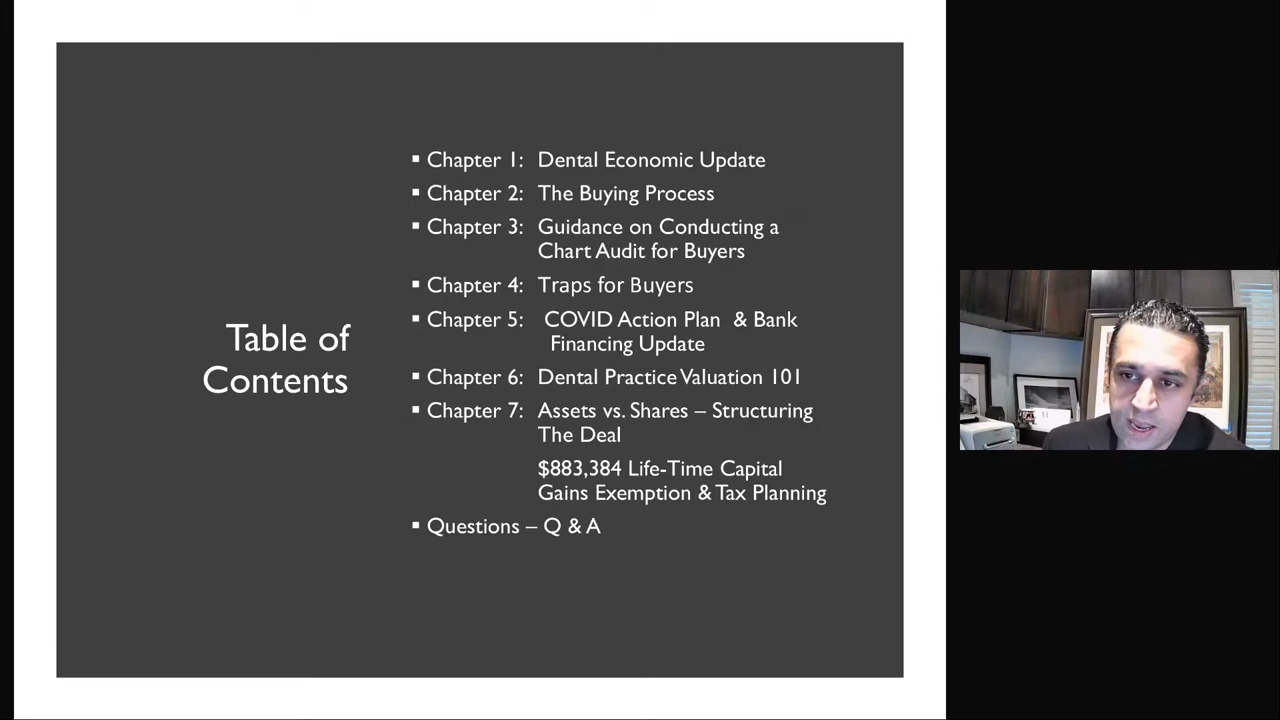 Table of
Contents
▪ Chapter 1: Dental Economic Update
▪ Chapter 2: The Buying Process
▪ Chapter 3: Guidance on Conducting a
Chart Audit for Buyers
▪ Chapter 4: Traps for Buyers
▪ Chapter 5: COVID Action Plan & Bank
Financing Update
▪ Chapter 6: Dental Practice Valuation 101
▪ Chapter 7: Assets vs. Shares – Structuring
The Deal
$883,384 Life-Time Capital
Gains Exemption & Tax Planning
▪ Questions – Q & A